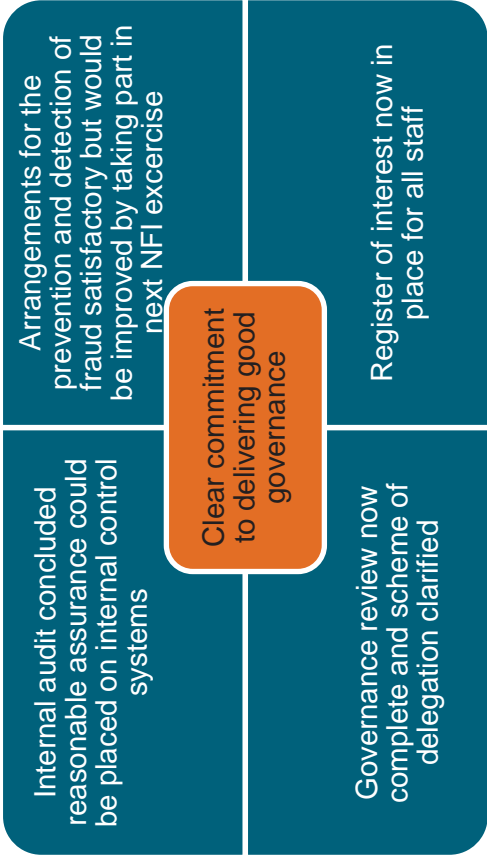 Internal audit concluded
reasonable assurance could
be placed on internal control
systems
Arrangements for the
prevention and detection of
fraud satisfactory but would
be improved by taking part in
next NFI excercise
Clear commitment
to delivering good
governance
Governance review now
complete and scheme of
delegation clarified
Register of interest now in
place for all staff